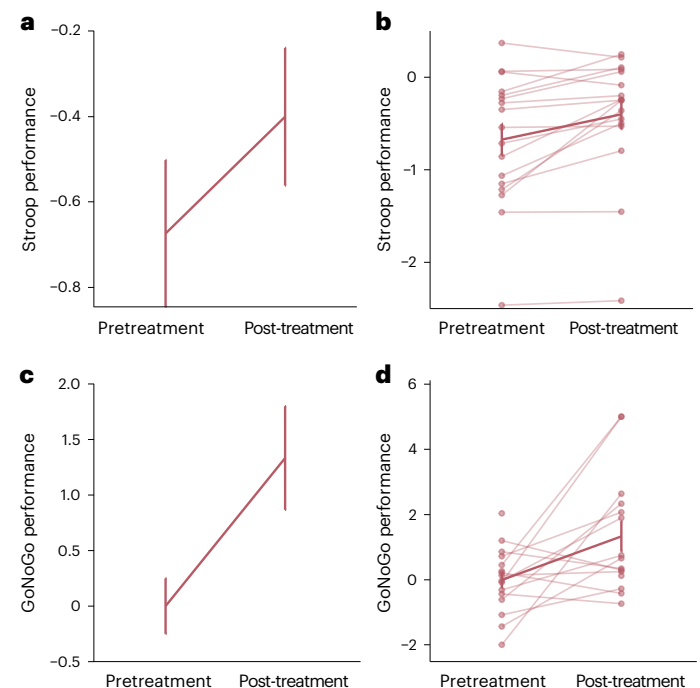 a
Stroop performance
−0.2
−0.4
−0.6
−0.8
Pretreatment Post-treatment
b
Stroop performance
0
−1
−2
Pretreatment Post-treatment
c
GoNoGo performance
2.0
1.5
1.0
0.5
0
−0.5
Pretreatment Post-treatment
d
GoNoGo performance
6
4
2
0
−2
Pretreatment Post-treatment